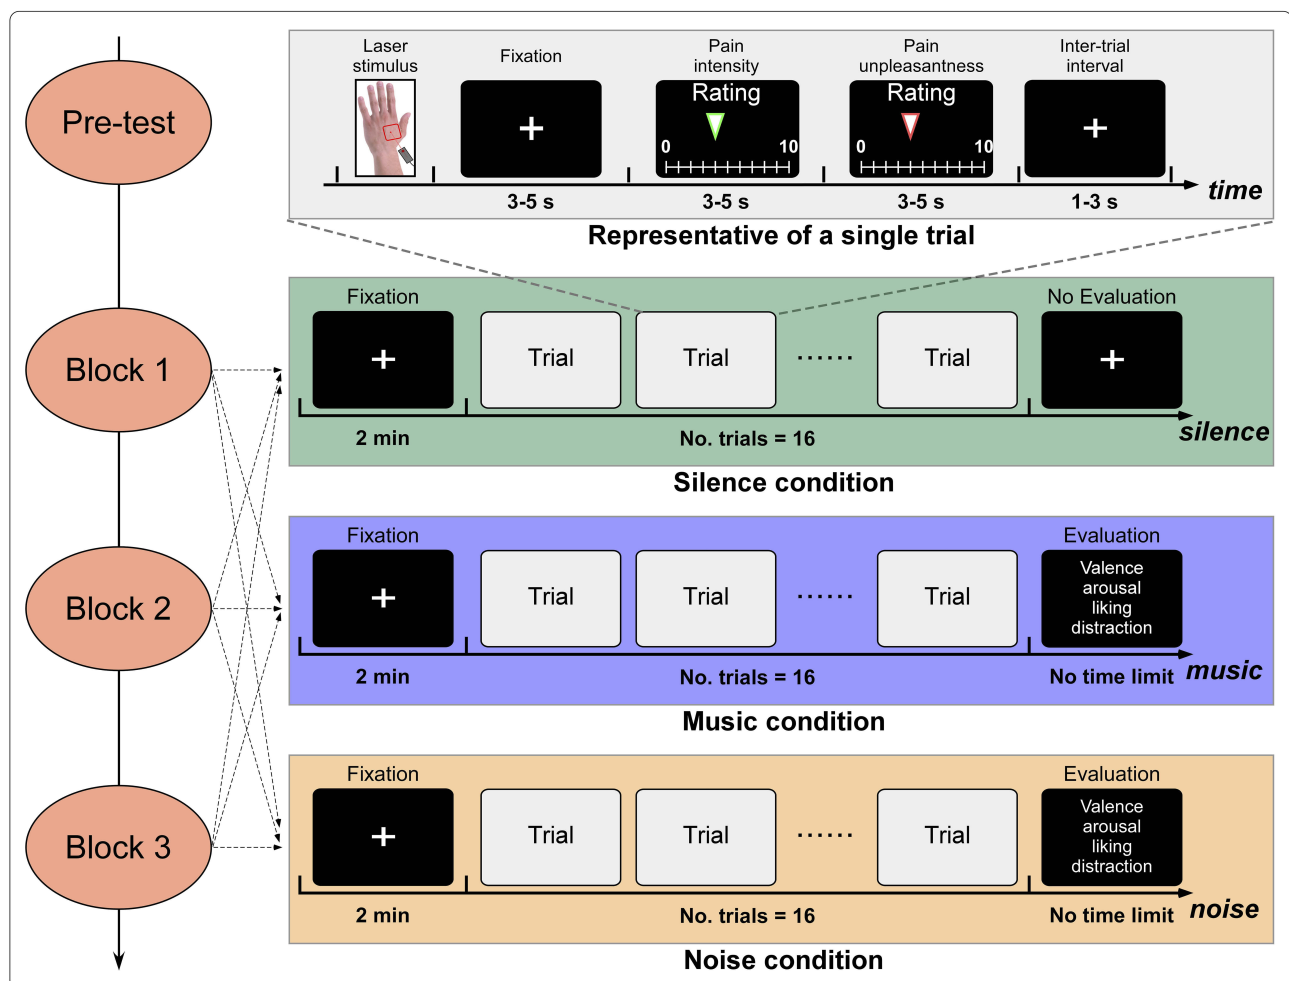 Pre-test
Block 1
Block 2
Block 3
Laser
stimulus
Fixation
Pain
intensity
Pain
unpleasantness
Inter-trial
interval
Rating
0 10
Rating
0 10
3-5 s
3-5 s
3-5 s
1-3 s
time
Representative of a single trial
Fixation
No Evaluation
Trial
Trial
......
Trial
2 min
No. trials = 16
silence
Silence condition
Fixation
Evaluation
Trial
Trial
......
Trial
Valence
arousal
liking
distraction
2 min
No. trials = 16
No time limit
music
Music condition
Fixation
Evaluation
Trial
Trial
......
Trial
Valence
arousal
liking
distraction
2 min
No. trials = 16
No time limit
noise
Noise condition